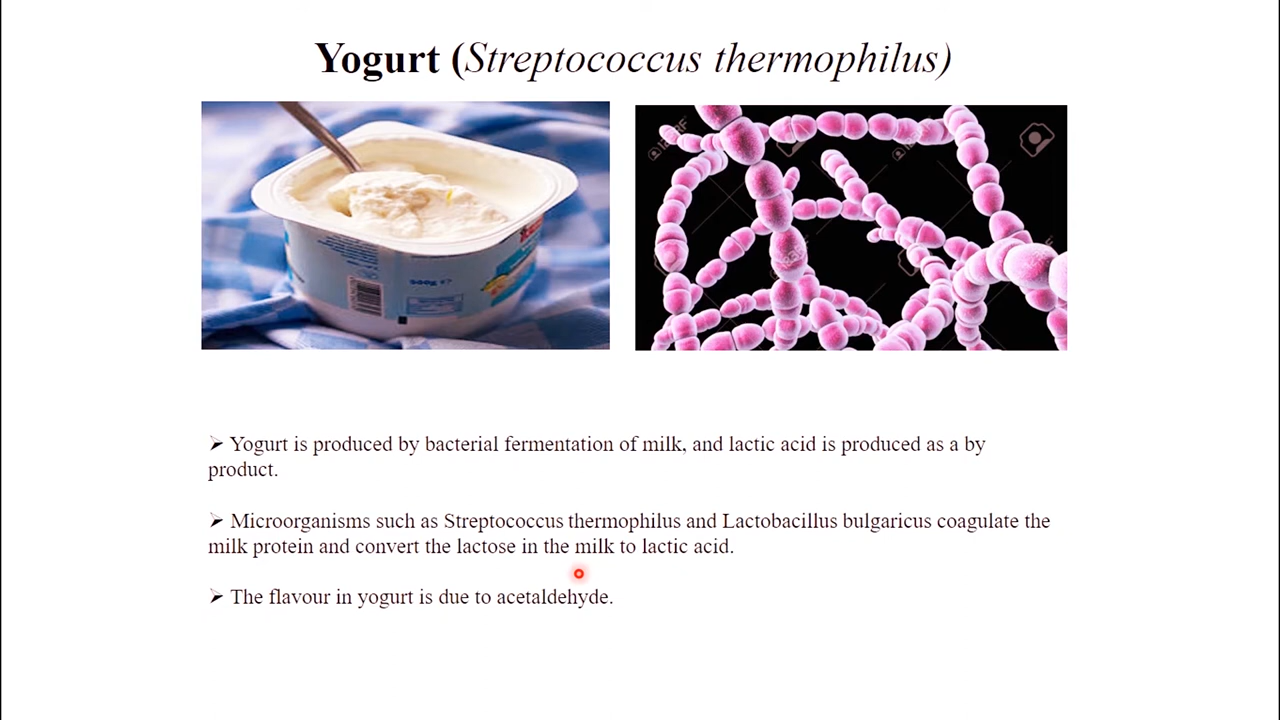 Yogurt (Streptococcus thermophilus)
➢ Yogurt is produced by bacterial fermentation of milk, and lactic acid is produced as a by
product.
➢ Microorganisms such as Streptococcus thermophilus and Lactobacillus bulgaricus coagulate the
milk protein and convert the lactose in the milk to lactic acid.
➢ The flavour in yogurt is due to acetaldehyde.